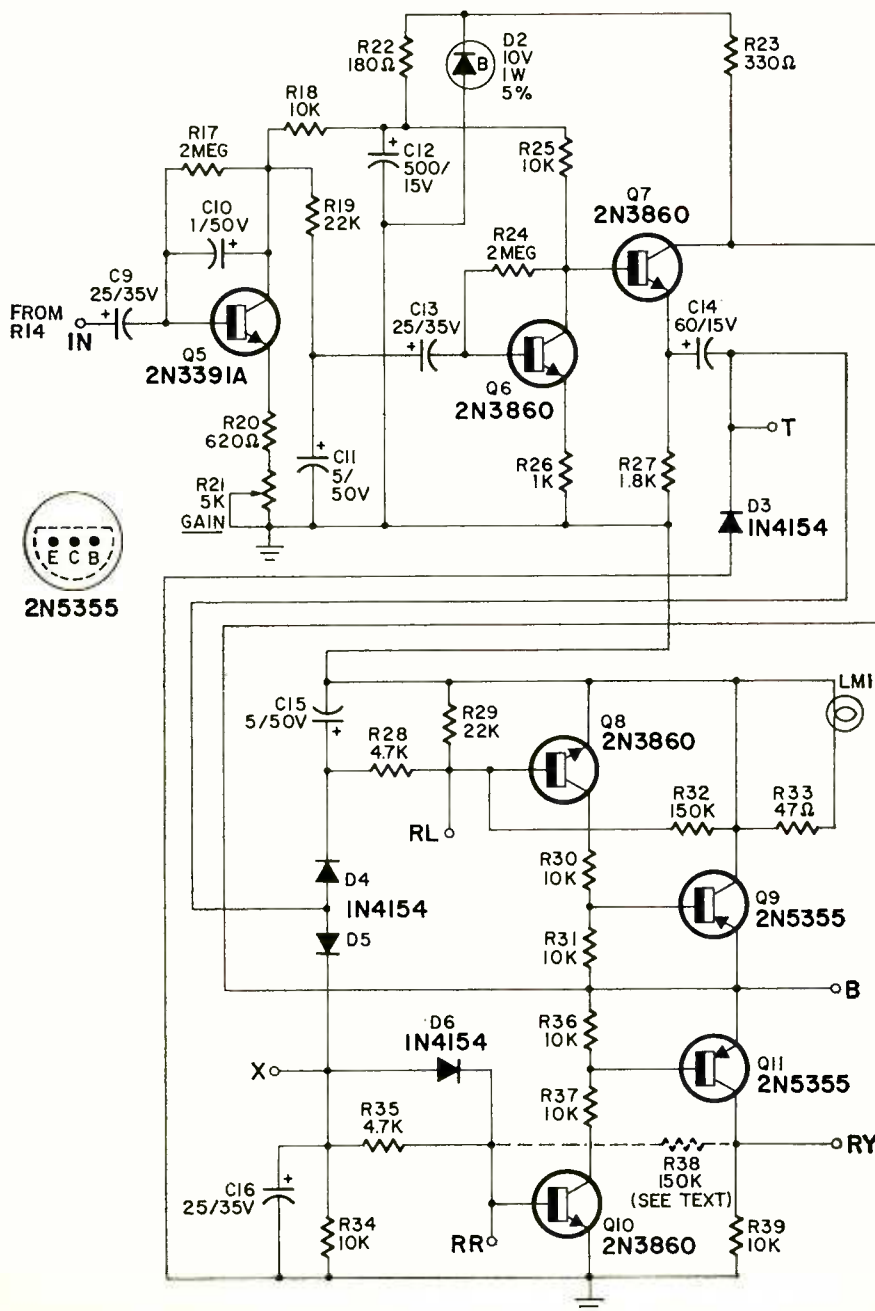 R22
180Ω
D2
10V
1W
5%
B
R23
330Ω
R18
10K
R17
2MEG
C12
500/
15V
R25
10K
Q7
2N3860
C10
1/50V
R19
22K
R24
2MEG
C9
25/35V
FROM
R14
IN
C13
25/35V
C14
60/15V
Q5
2N3391A
Q6
2N3860
T
R20
620Ω
C11
5/
50V
R26
1K
R27
1.8K
R21
5K
GAIN
D3
1N4154
E C B
2N5355
LM1
C15
5/50V
R28
4.7K
R29
22K
Q8
2N3860
RL
R32
150K
R33
47Ω
R30
10K
D4
1N4154
D5
Q9
2N5355
R31
10K
B
R36
10K
D6
1N4154
X
Q11
2N5355
R37
10K
R35
4.7K
R38
150K
(SEE TEXT)
RY
C16
25/35V
R34
10K
RR
Q10
2N3860
R39
10K